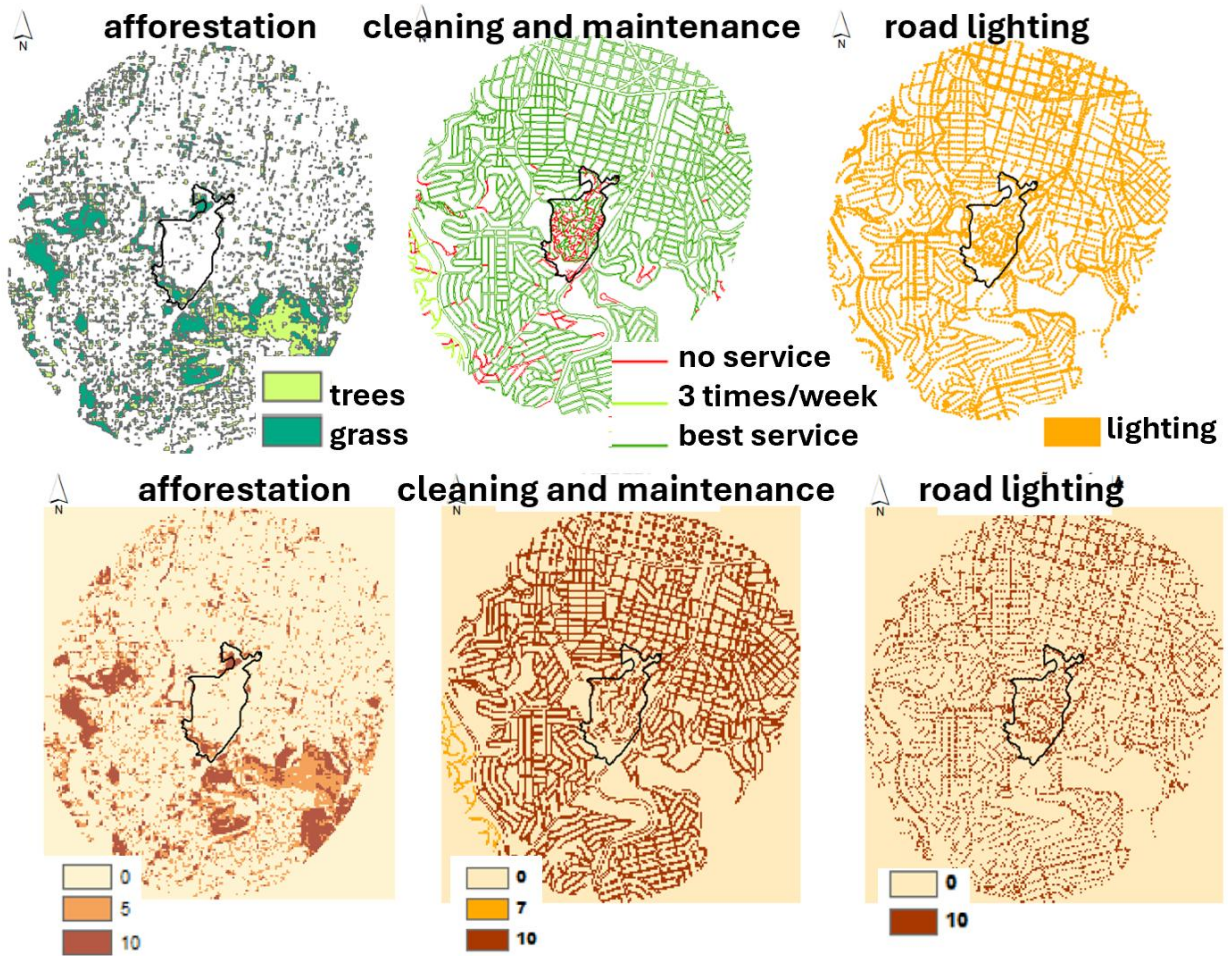 afforestation
cleaning and maintenance
road lighting
N
N
N
trees
grass
no service
3 times/week
best service
lighting
afforestation
cleaning and maintenance
road lighting
N
N
N
0
5
10
0
7
10
0
10